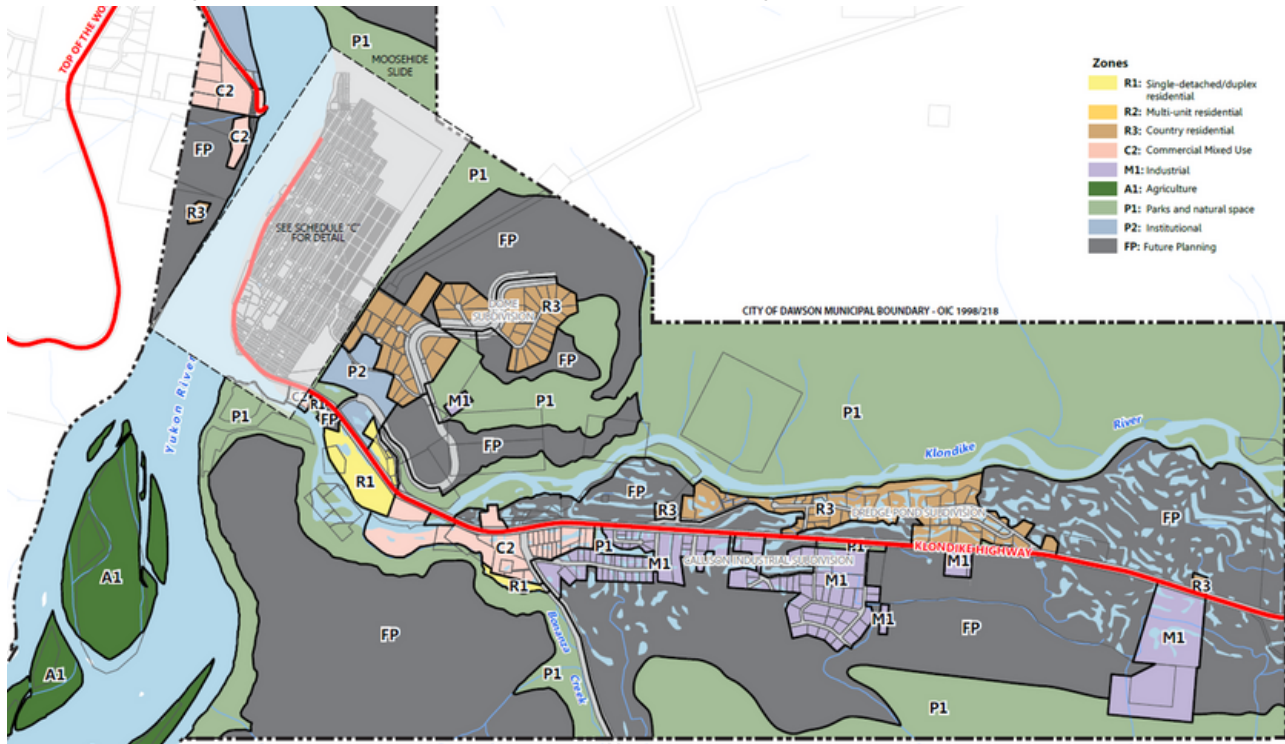 TOP OF THE WO
P1
MOOSEHIDE
SLIDE
C2
C2
FP
R3
P1
SEE SCHEDULE "C"
FOR DETAIL
Zones
R1: Single-detached/duplex
residential
R2: Multi-unit residential
R3: Country residential
C2: Commercial Mixed Use
M1: Industrial
A1: Agriculture
P1: Parks and natural space
P2: Institutional
FP: Future Planning
FP
DOME
SUBDIVISION
R3
CITY OF DAWSON MUNICIPAL BOUNDARY - OIC 1998/218
FP
P2
Yukon River
C2
R1
FP
M1
P1
P1
P1
FP
Klondike
River
R1
FP
R3
R3
DREDGE POND SUBDIVISION
FP
C2
P1
P1
KLONDIKE HIGHWAY
M1
CALLISON INDUSTRIAL SUBDIVISION
M1
M1
R1
R3
A1
M1
FP
FP
M1
Bonanza
Creek
A1
P1
P1